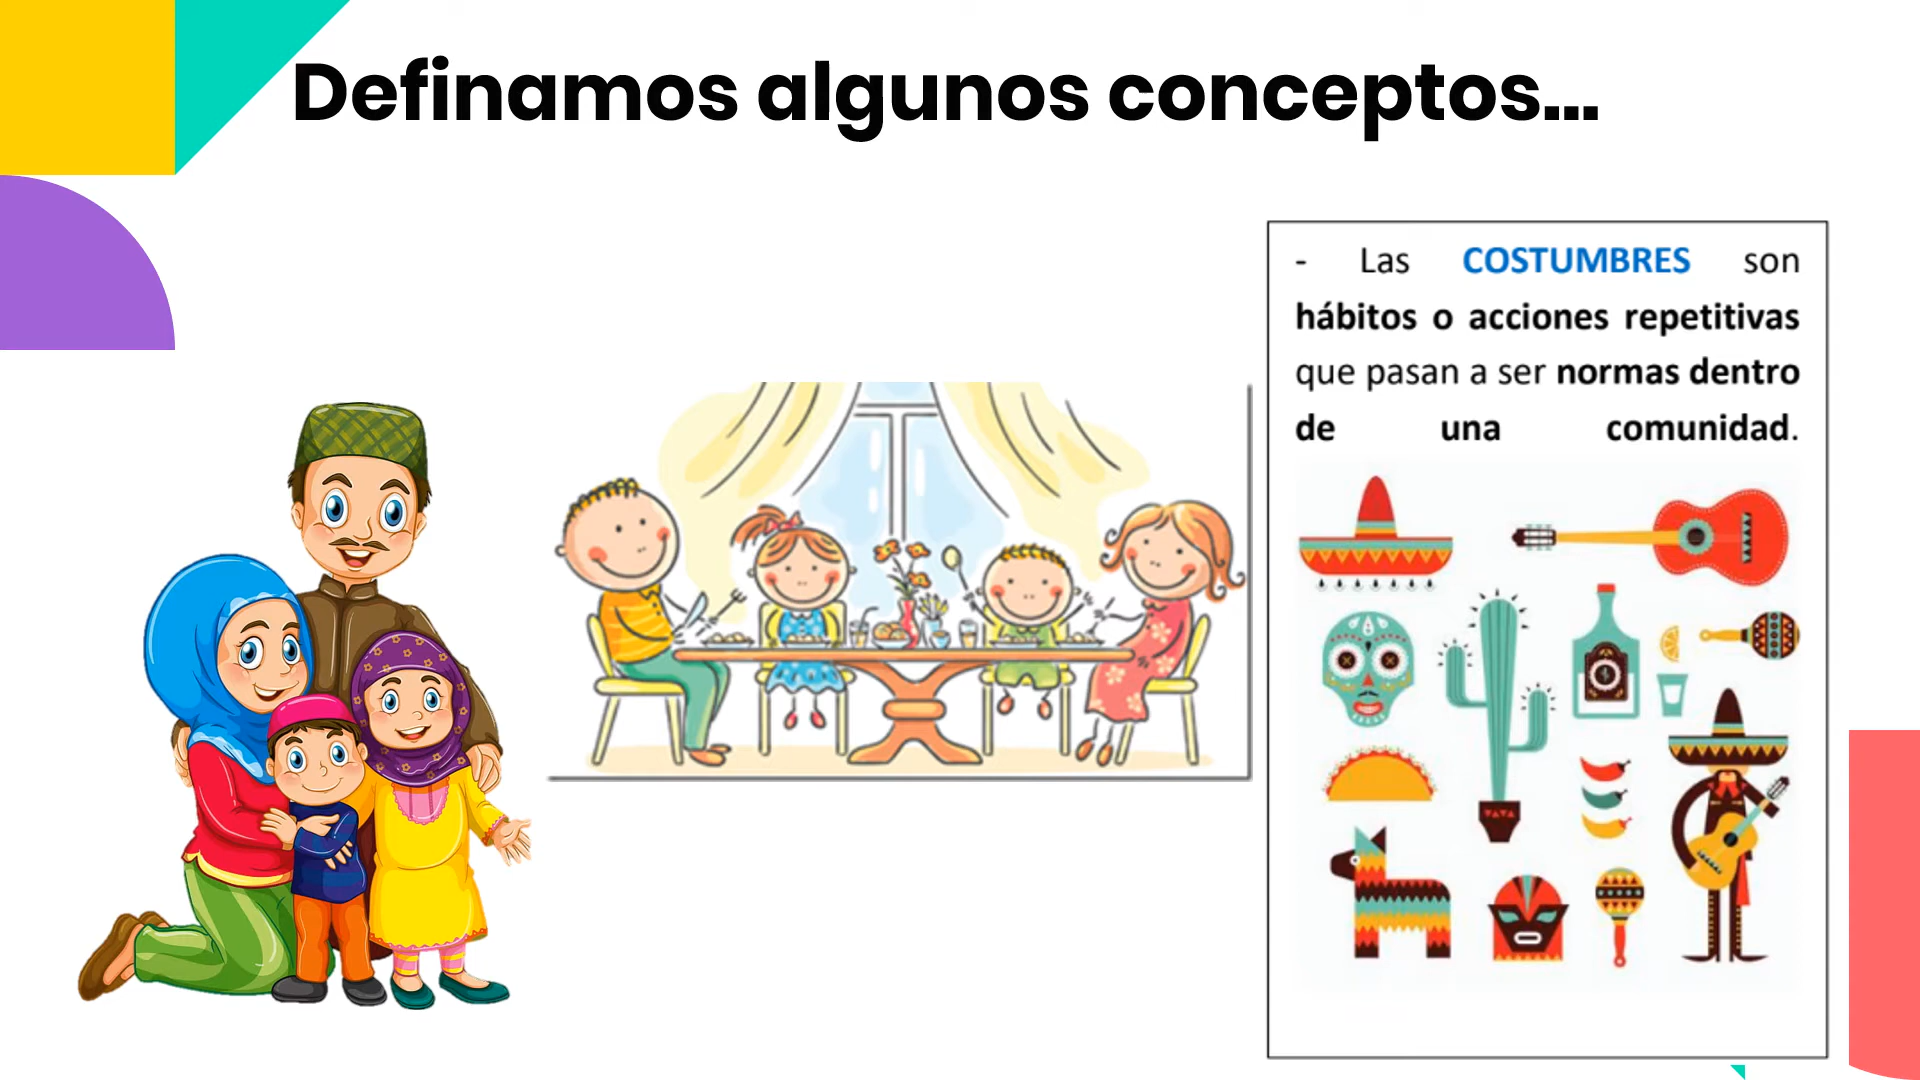 Definamos algunos conceptos...
- Las COSTUMBRES son
hábitos o acciones repetitivas
que pasan a ser normas dentro
de una comunidad.